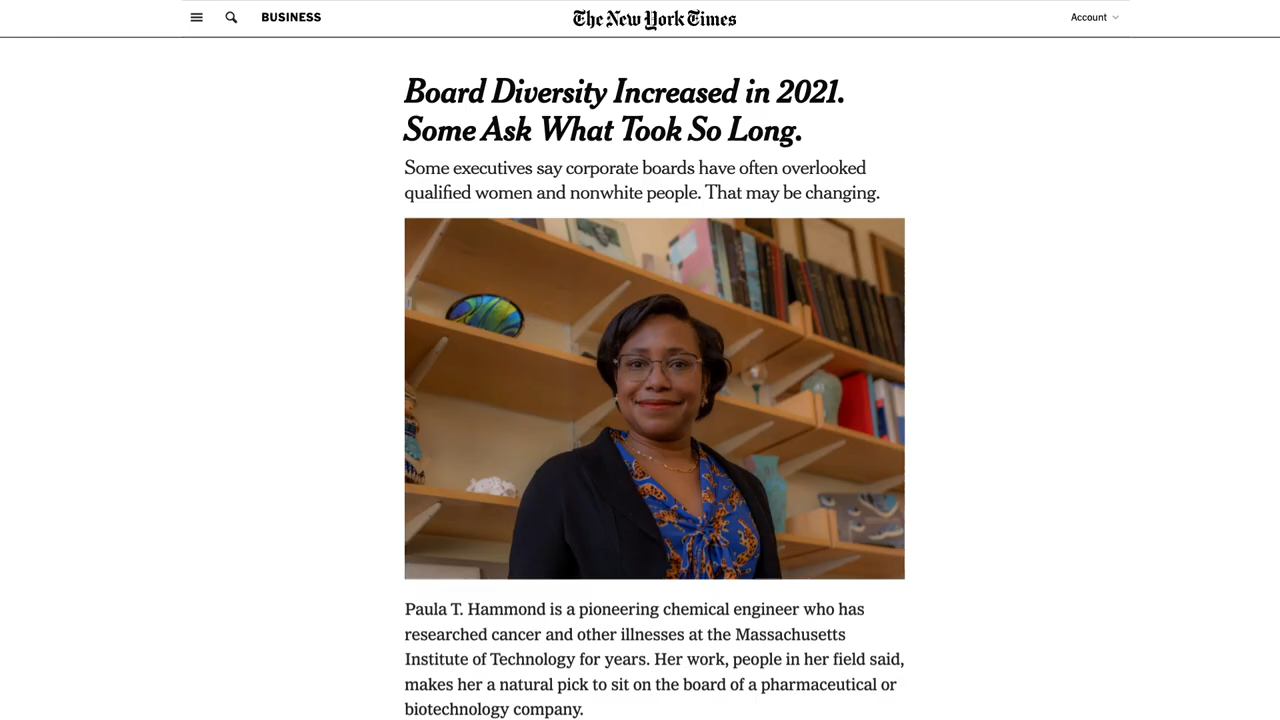 BUSINESS
The New York Times
Account
Board Diversity Increased in 2021.
Some Ask What Took So Long.
Some executives say corporate boards have often overlooked
qualified women and nonwhite people. That may be changing.
Paula T. Hammond is a pioneering chemical engineer who has
researched cancer and other illnesses at the Massachusetts
Institute of Technology for years. Her work, people in her field said,
makes her a natural pick to sit on the board of a pharmaceutical or
biotechnology company.